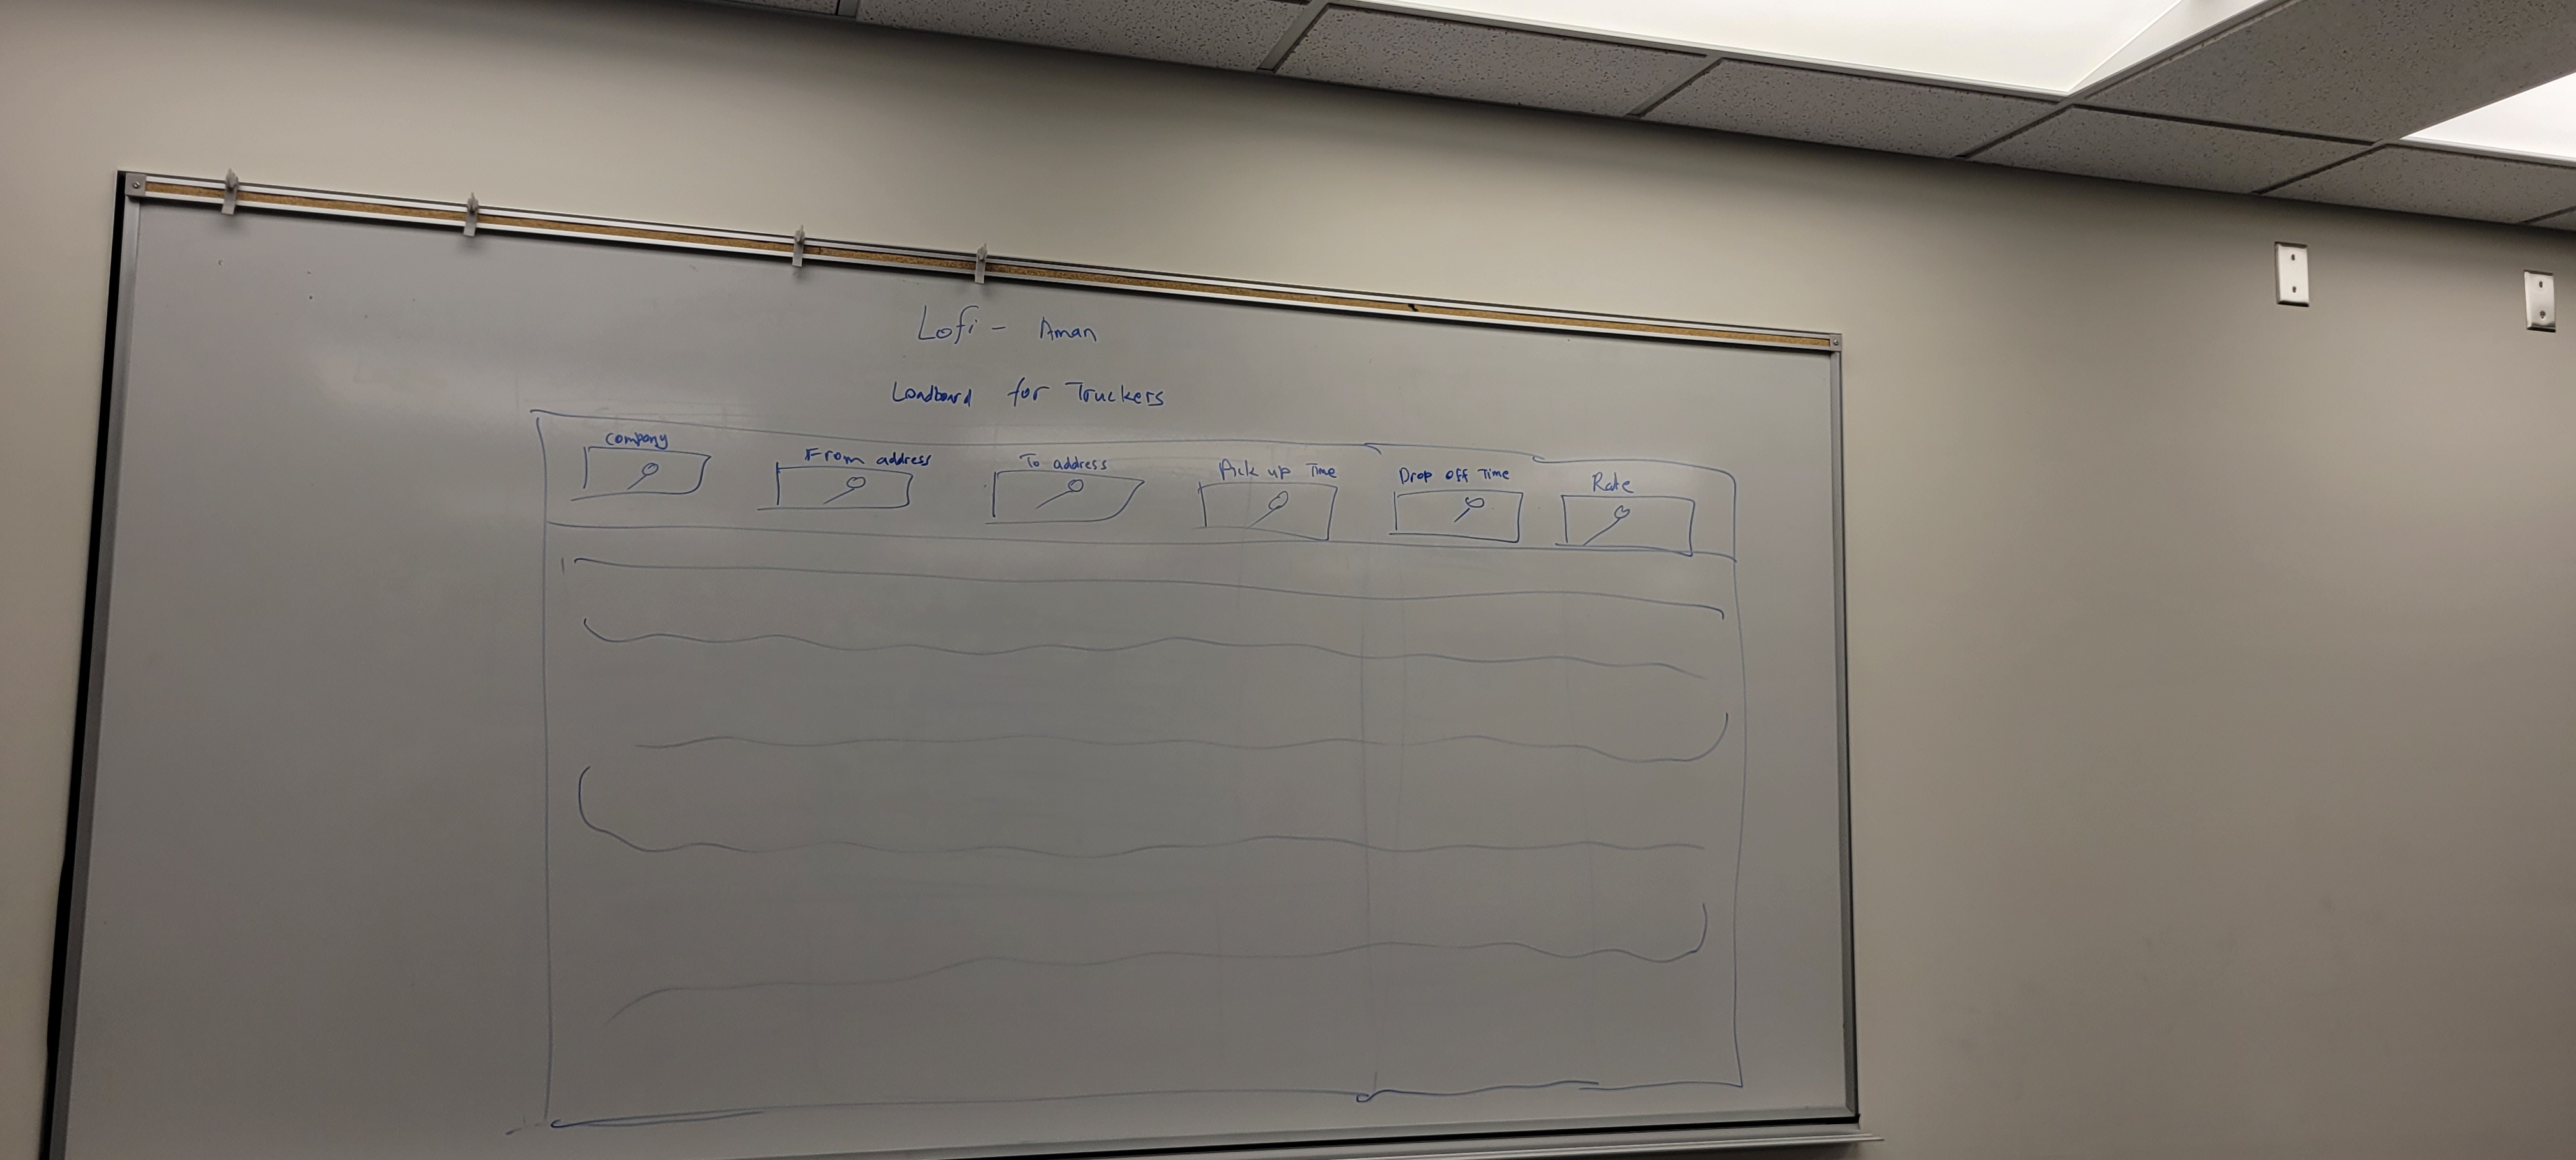 Lofi - Aman
Loadboard for Truckers
Company
From address
To address
Pick up Time
Drop off Time
Rate